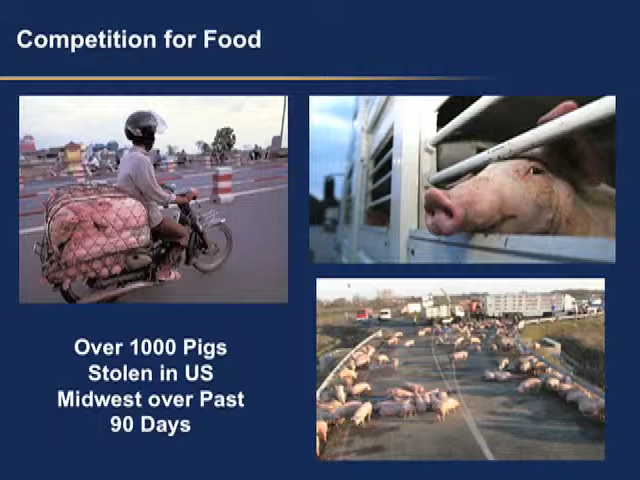 Competition for Food
Over 1000 Pigs
Stolen in US
Midwest over Past
90 Days